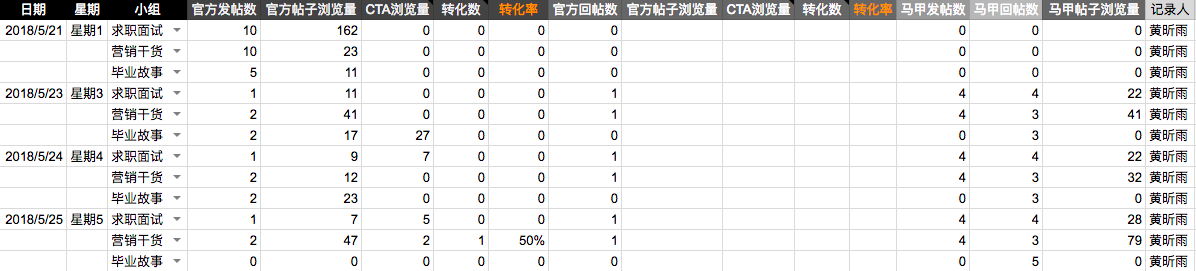 日期 星期 小组 官方发帖数 官方帖子浏览量 CTA浏览量 转化数 转化率 官方回帖数 官方帖子浏览量 CTA浏览量 转化数 转化率 马甲发帖数 马甲回帖数 马甲帖子浏览量 记录人
2018/5/21 星期1 求职面试 10 162 0 0 0 0 0 0 0 黄昕雨
营销干货 10 23 0 0 0 0 0 0 0 黄昕雨
毕业故事 5 11 0 0 0 0 0 0 0 黄昕雨
2018/5/23 星期3 求职面试 1 11 0 0 0 1 4 4 22 黄昕雨
营销干货 2 41 0 0 0 1 4 3 41 黄昕雨
毕业故事 2 17 27 0 0 0 3 0 黄昕雨
2018/5/24 星期4 求职面试 1 9 7 0 0 1 4 4 22 黄昕雨
营销干货 2 12 0 0 0 1 4 3 32 黄昕雨
毕业故事 2 23 0 0 0 0 3 0 黄昕雨
2018/5/25 星期5 求职面试 1 7 5 0 0 1 4 4 28 黄昕雨
营销干货 2 47 2 1 50% 1 4 3 79 黄昕雨
毕业故事 0 0 0 0 0 0 5 0 黄昕雨